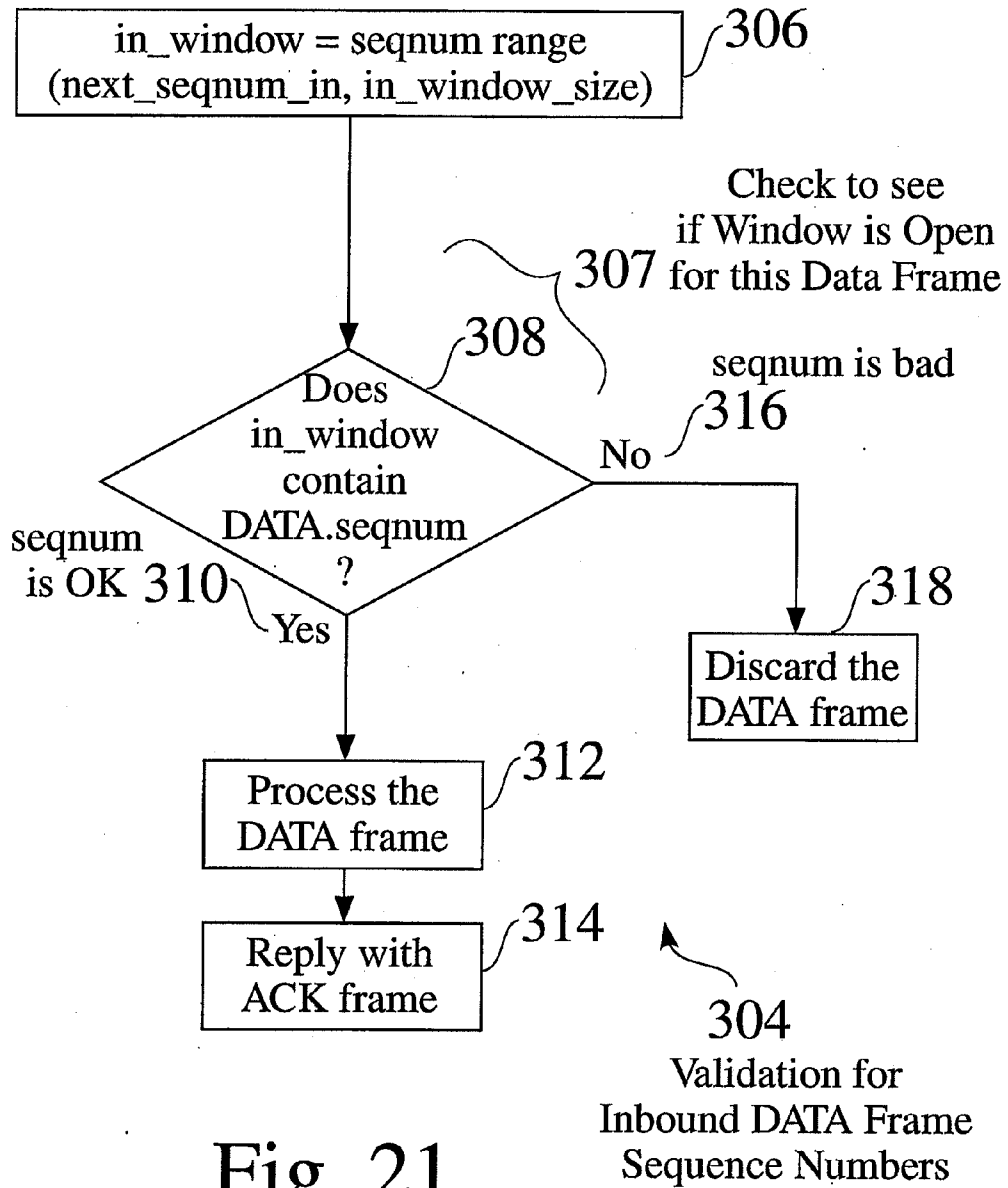 in_window = seqnum range
(next_seqnum_in, in_window_size)
306
Check to see
if Window is Open
307 for this Data Frame
308
Does
in_window
contain
DATA.seqnum
?
seqnum is bad
316
No
seqnum
is OK 310
Yes
318
Discard the
DATA frame
312
Process the
DATA frame
314
Reply with
ACK frame
304
Validation for
Inbound DATA Frame
Sequence Numbers
Fig. 21